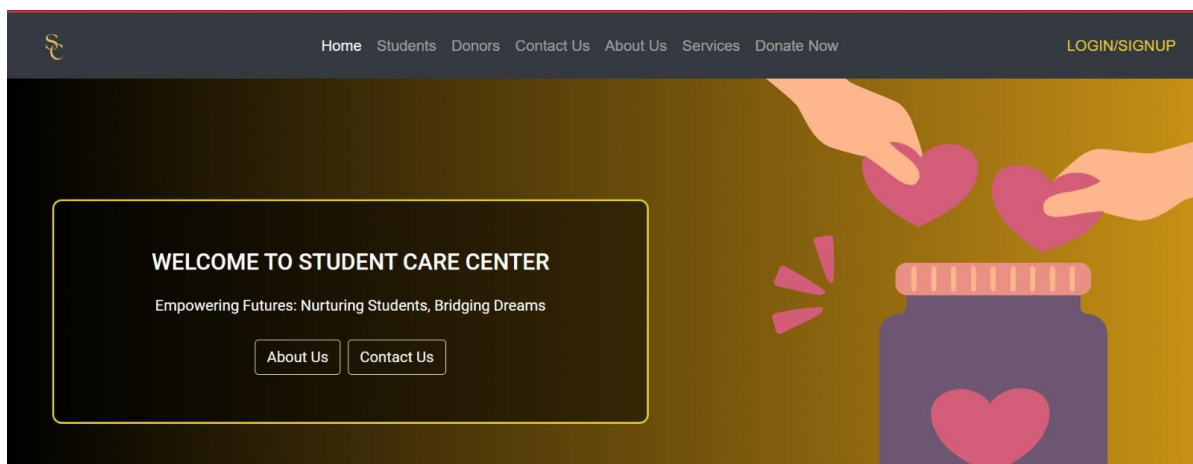 SC
Home Students Donors Contact Us About Us Services Donate Now LOGIN/SIGNUP
WELCOME TO STUDENT CARE CENTER
Empowering Futures: Nurturing Students, Bridging Dreams
About Us Contact Us